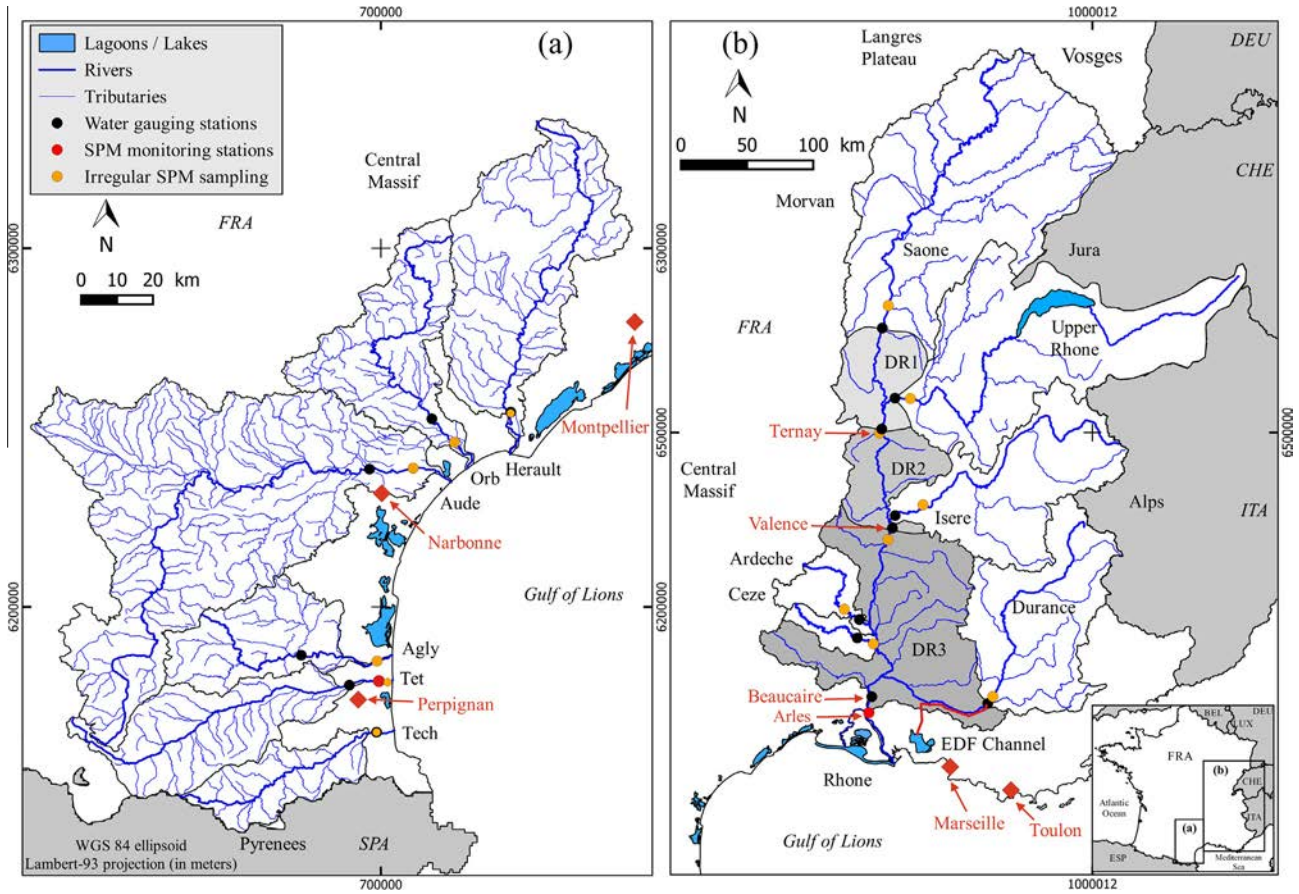 700000
Lagoons / Lakes
Rivers
Tributaries
Water gauging stations
SPM monitoring stations
Irregular SPM sampling
(a)
N
0 10 20 km
Central
Massif
FRA
6300000
6200000
Montpellier
Herault
Orb
Aude
Narbonne
Gulf of Lions
Agly
Tet
Perpignan
Tech
Pyrenees
SPA
WGS 84 ellipsoid
Lambert-93 projection (in meters)
700000
1000012
(b)
Langres
Plateau
Vosges
DEU
N
0 50 100 km
CHE
Morvan
Saone
Jura
FRA
Upper
Rhone
DR1
Ternay
6500000
6500000
DR2
Central
Massif
Alps
ITA
Isere
Valence
Ardeche
Ceze
Durance
DR3
Beaucaire
Arles
EDF Channel
Rhone
Marseille
Toulon
Gulf of Lions
BEL
LUX
DEU
FRA
(b)
CHE
Atlantic
Ocean
ITA
(a)
ESP
Mediterranean
Sea
1000012